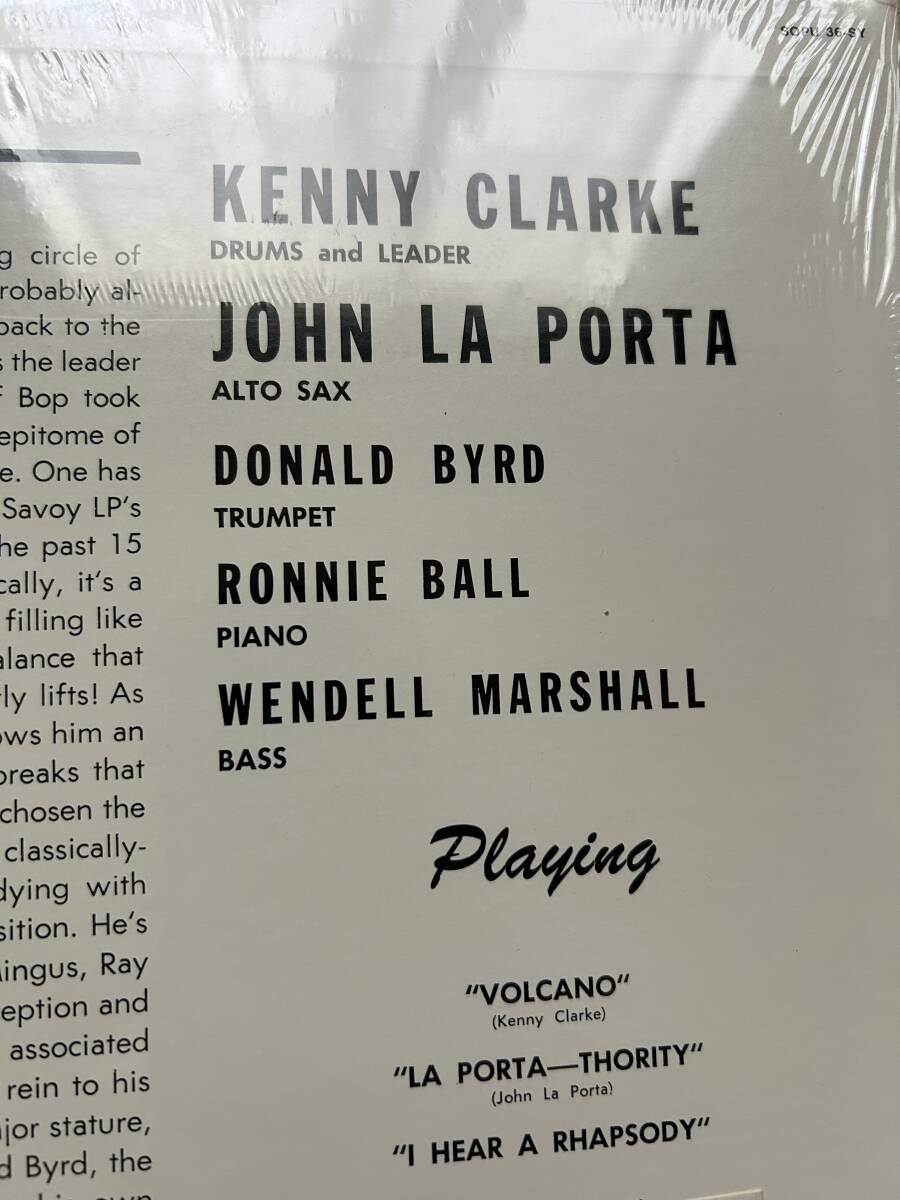 SOPU 36-SY
g circle of
robably al-
back to the
s the leader
f Bop took
epitome of
e. One has
Savoy LP's
he past 15
cally, it's a
filling like
alance that
rly lifts! As
ows him an
breaks that
chosen the
classically-
dying with
sition. He's
lingus, Ray
eption and
associated
rein to his
jor stature,
d Byrd, the
own
KENNY CLARKE
DRUMS and LEADER
JOHN LA PORTA
ALTO SAX
DONALD BYRD
TRUMPET
RONNIE BALL
PIANO
WENDELL MARSHALL
BASS
Playing
"VOLCANO"
(Kenny Clarke)
"LA PORTA—THORITY"
(John La Porta)
"I HEAR A RHAPSODY"